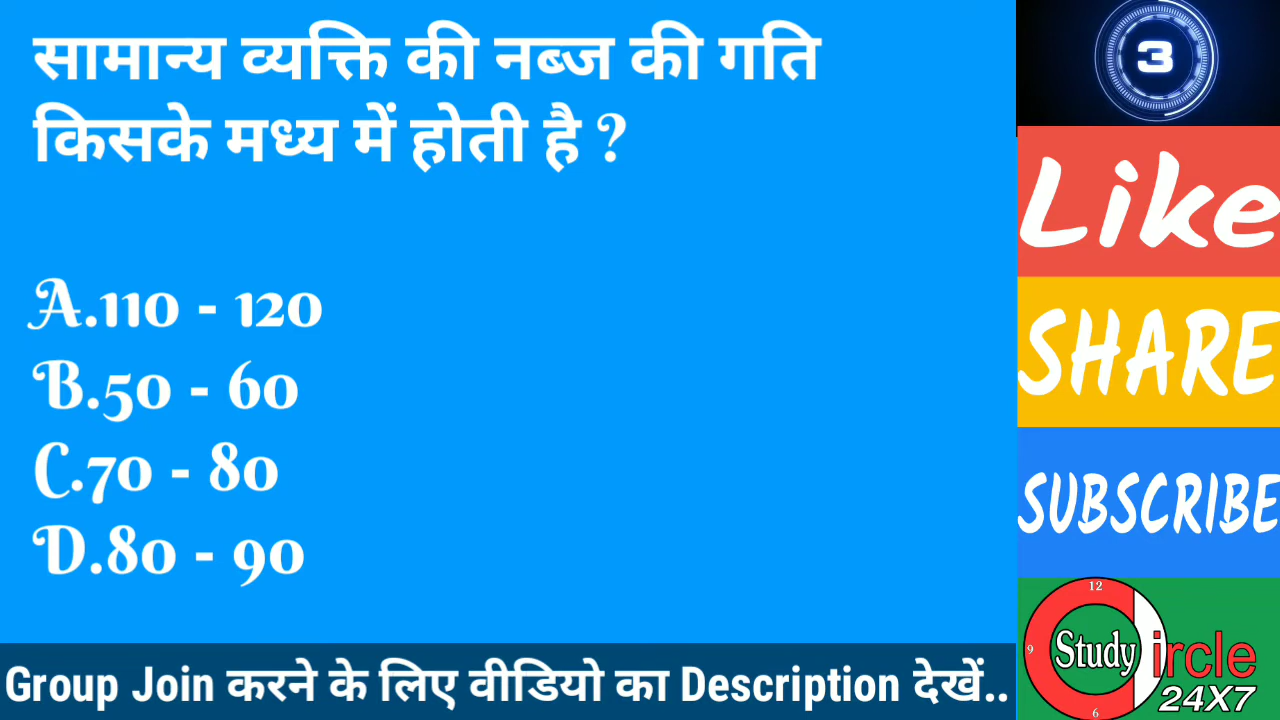 सामान्य व्यक्ति की नब्ज की गति
किसके मध्य में होती है ?
A.110 - 120
B.50 - 60
C.70 - 80
D.80 - 90
Group Join करने के लिए वीडियो का Description देखें..
3
Like
SHARE
SUBSCRIBE
12
9
Study Circle
24X7
6